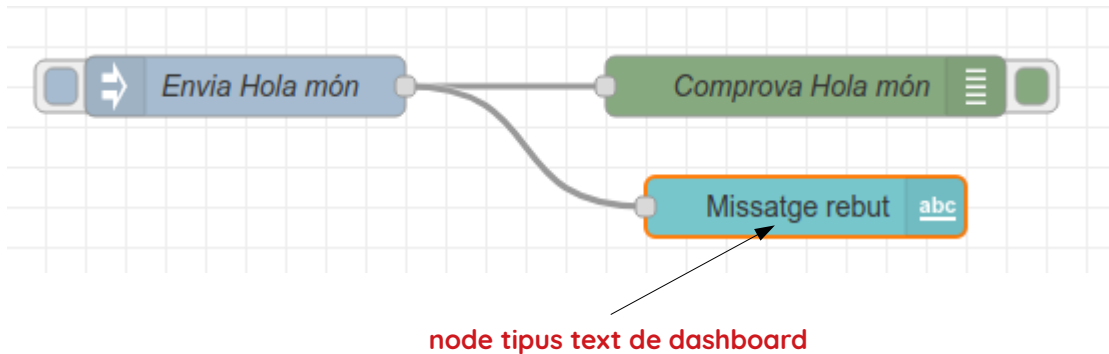 Envia Hola món
Comprova Hola món
Missatge rebut
abc
node tipus text de dashboard